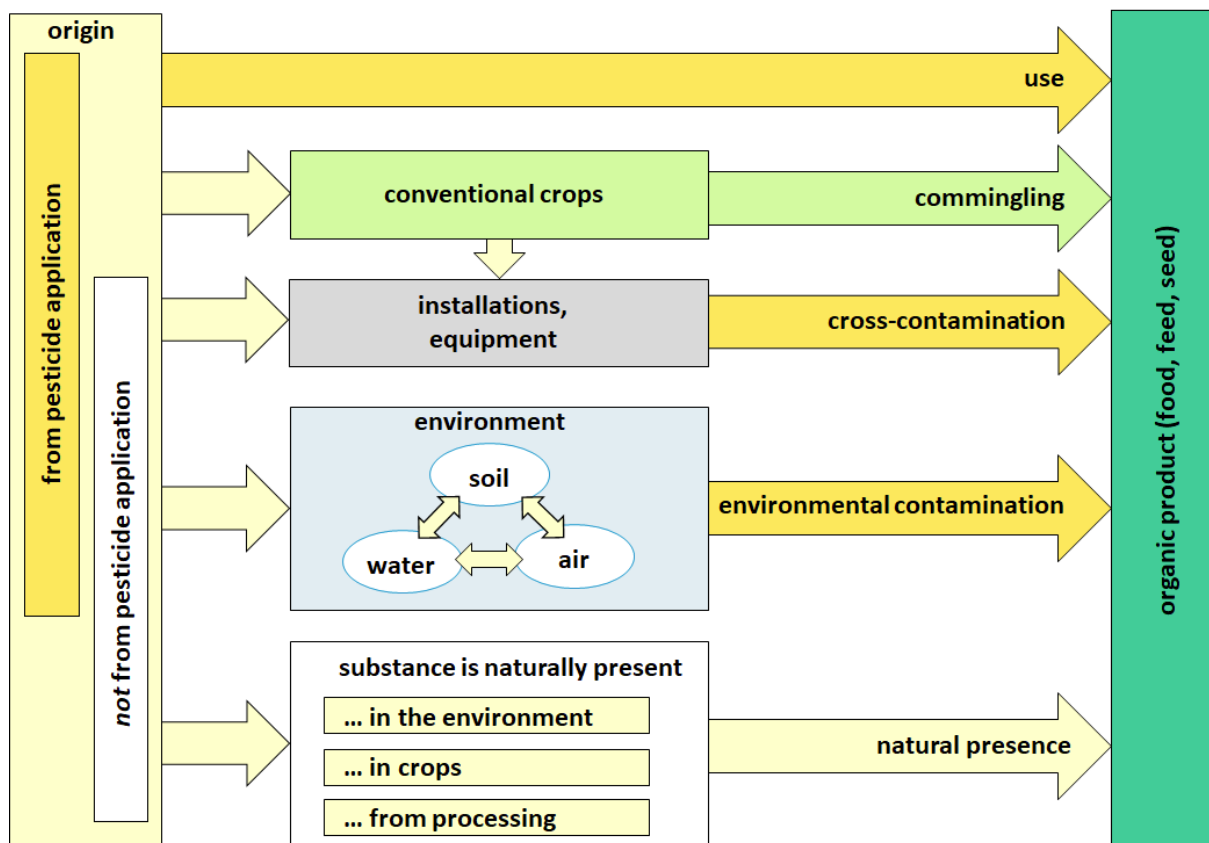 origin
from pesticide application
not from pesticide application
use
conventional crops
commingling
installations,
equipment
cross-contamination
environment
soil
water
air
environmental contamination
substance is naturally present
... in the environment
... in crops
... from processing
natural presence
organic product (food, feed, seed)